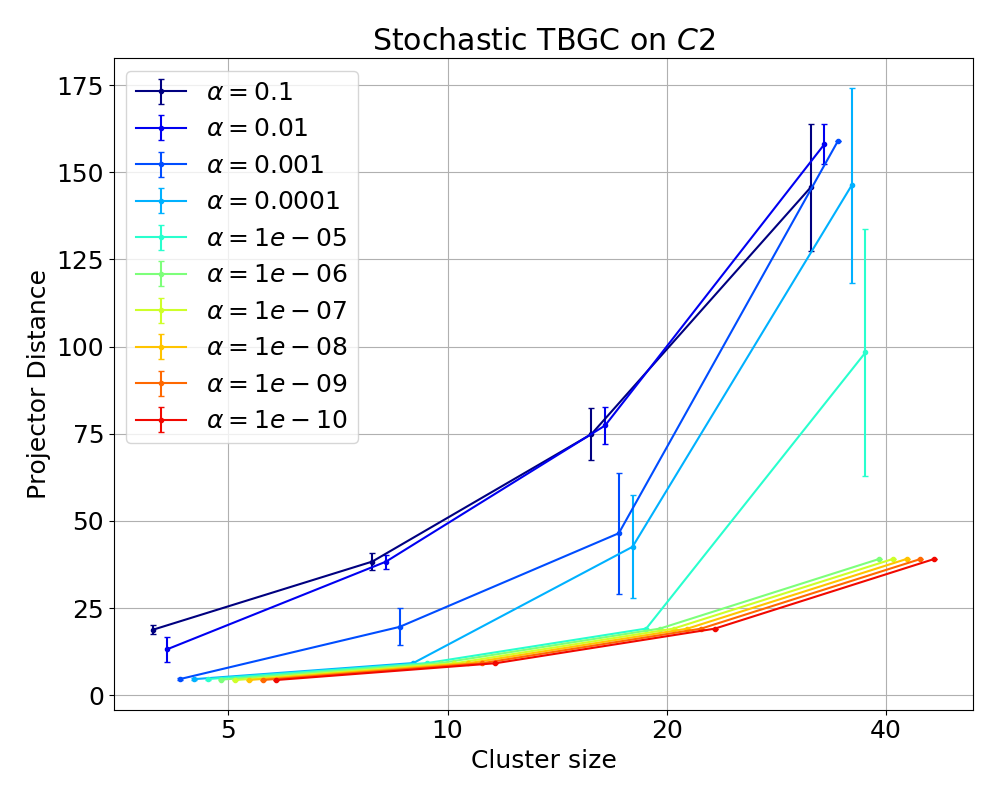 Stochastic TBGC on C2
α = 0.1
α = 0.01
α = 0.001
α = 0.0001
α = 1e − 05
α = 1e − 06
α = 1e − 07
α = 1e − 08
α = 1e − 09
α = 1e − 10
175
150
125
100
75
50
25
0
Projector Distance
5 10 20 40
Cluster size